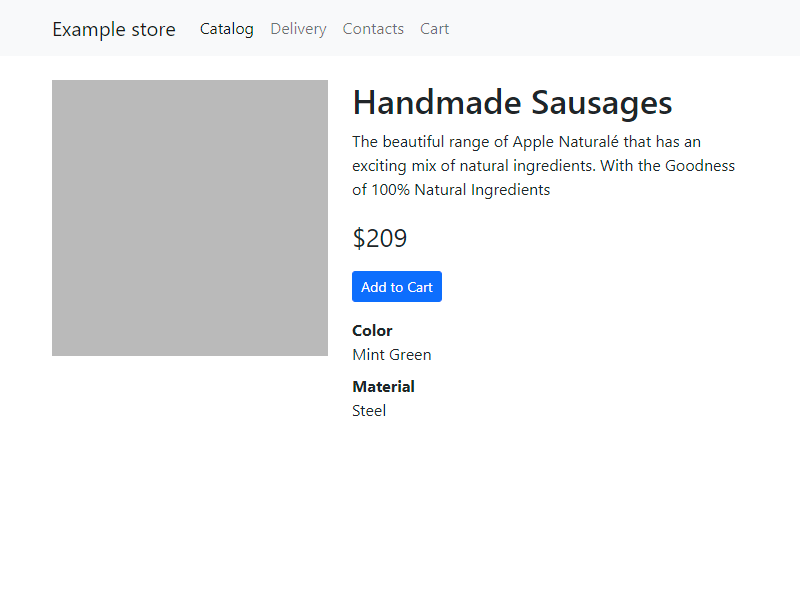 Example store Catalog Delivery Contacts Cart
Handmade Sausages
The beautiful range of Apple Naturalé that has an
exciting mix of natural ingredients. With the Goodness
of 100% Natural Ingredients
$209
Add to Cart
Color
Mint Green
Material
Steel